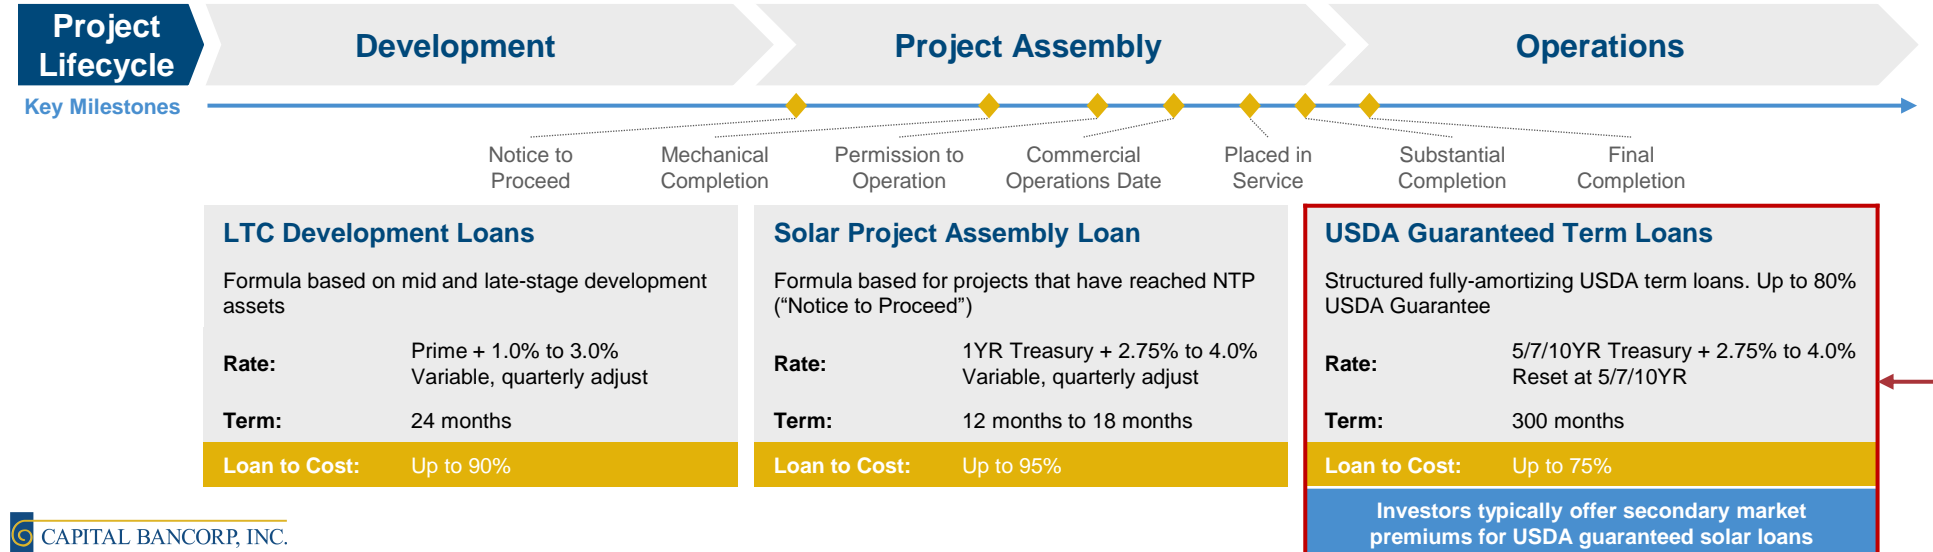 Project
Lifecycle
Development
Project Assembly
Operations
Key Milestones
Notice to
Proceed
Mechanical
Completion
Permission to
Operation
Commercial
Operations Date
Placed in
Service
Substantial
Completion
Final
Completion
LTC Development Loans
Formula based on mid and late-stage development
assets
Rate:
Prime + 1.0% to 3.0%
Variable, quarterly adjust
Term:
24 months
Loan to Cost:
Up to 90%
Solar Project Assembly Loan
Formula based for projects that have reached NTP
(“Notice to Proceed”)
Rate:
1YR Treasury + 2.75% to 4.0%
Variable, quarterly adjust
Term:
12 months to 18 months
Loan to Cost:
Up to 95%
USDA Guaranteed Term Loans
Structured fully-amortizing USDA term loans. Up to 80%
USDA Guarantee
Rate:
5/7/10YR Treasury + 2.75% to 4.0%
Reset at 5/7/10YR
Term:
300 months
Loan to Cost:
Up to 75%
Investors typically offer secondary market
premiums for USDA guaranteed solar loans
CAPITAL BANCORP, INC.